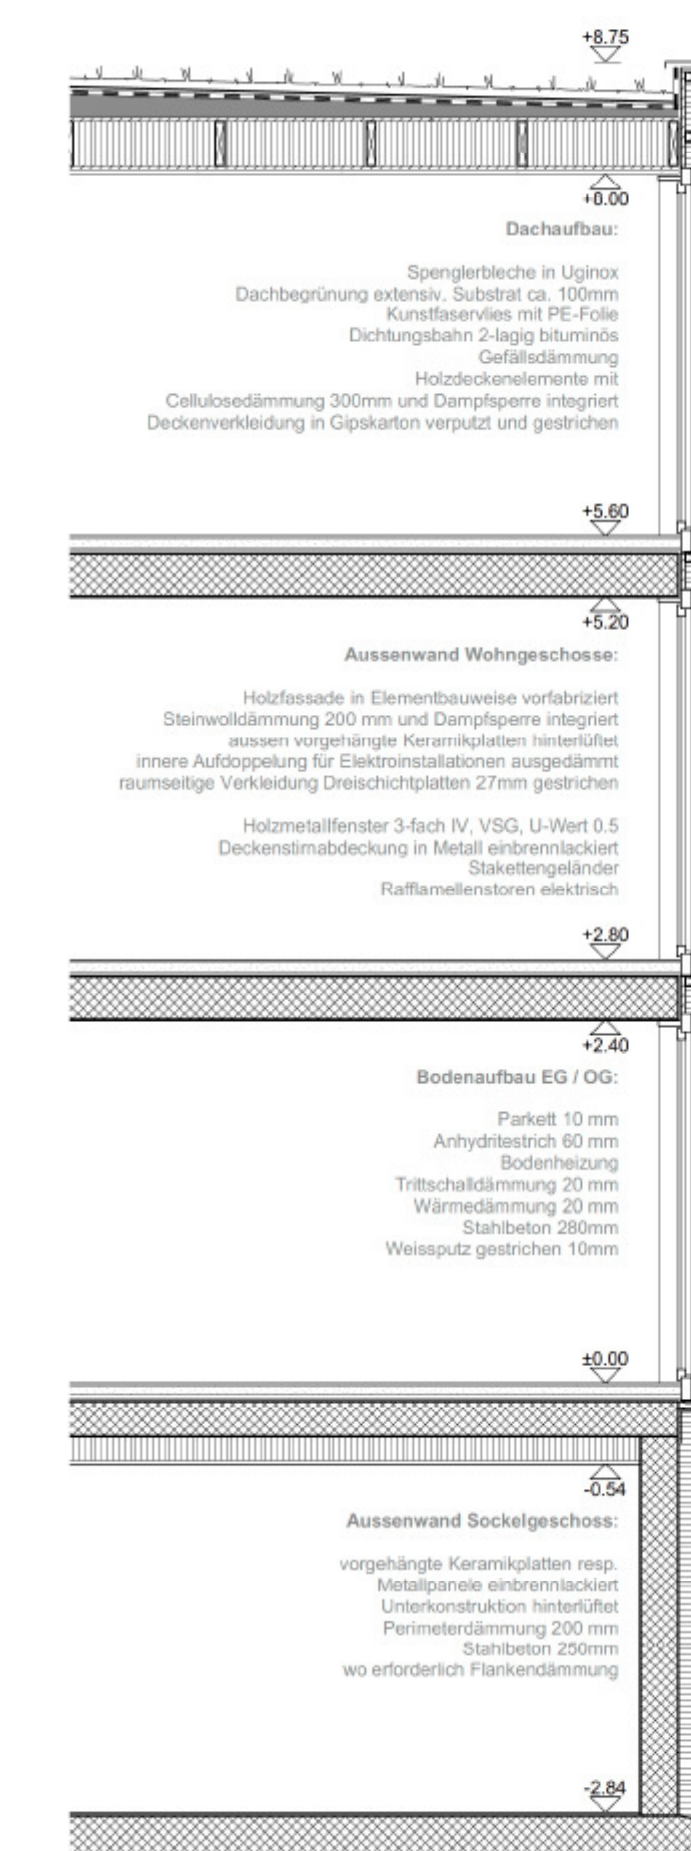 +8.75
+0.00
Dachaufbau:
Spenglerbleche in Uginox
Dachbegrünung extensiv. Substrat ca. 100mm
Kunstfaservlies mit PE-Folie
Dichtungsbahn 2-lagig bituminös
Gefällsdämmung
Holzdeckenelemente mit
Cellulosedämmung 300mm und Dampfsperre integriert
Deckenverkleidung in Gipskarton verputzt und gestrichen
+5.60
+5.20
Aussenwand Wohngeschosse:
Holzfassade in Elementbauweise vorfabriziert
Steinwolldämmung 200 mm und Dampfsperre integriert
aussen vorgehängte Keramikplatten hinterlüftet
innere Aufdoppelung für Elektroinstallationen ausgedämmt
raumseitige Verkleidung Dreischichtplatten 27mm gestrichen
Holzmetallfenster 3-fach IV, VSG, U-Wert 0.5
Deckenstirnabdeckung in Metall einbrennlackiert
Stakettengeländer
Rafflamellenstoren elektrisch
+2.80
+2.40
Bodenaufbau EG / OG:
Parkett 10 mm
Anhydritestrich 60 mm
Bodenheizung
Trittschalldämmung 20 mm
Wärmedämmung 20 mm
Stahlbeton 280mm
Weissputz gestrichen 10mm
±0.00
-0.54
Aussenwand Sockelgeschoss:
vorgehängte Keramikplatten resp.
Metallpanele einbrennlackiert
Unterkonstruktion hinterlüftet
Perimeterdämmung 200 mm
Stahlbeton 250mm
wo erforderlich Flankendämmung
-2.84